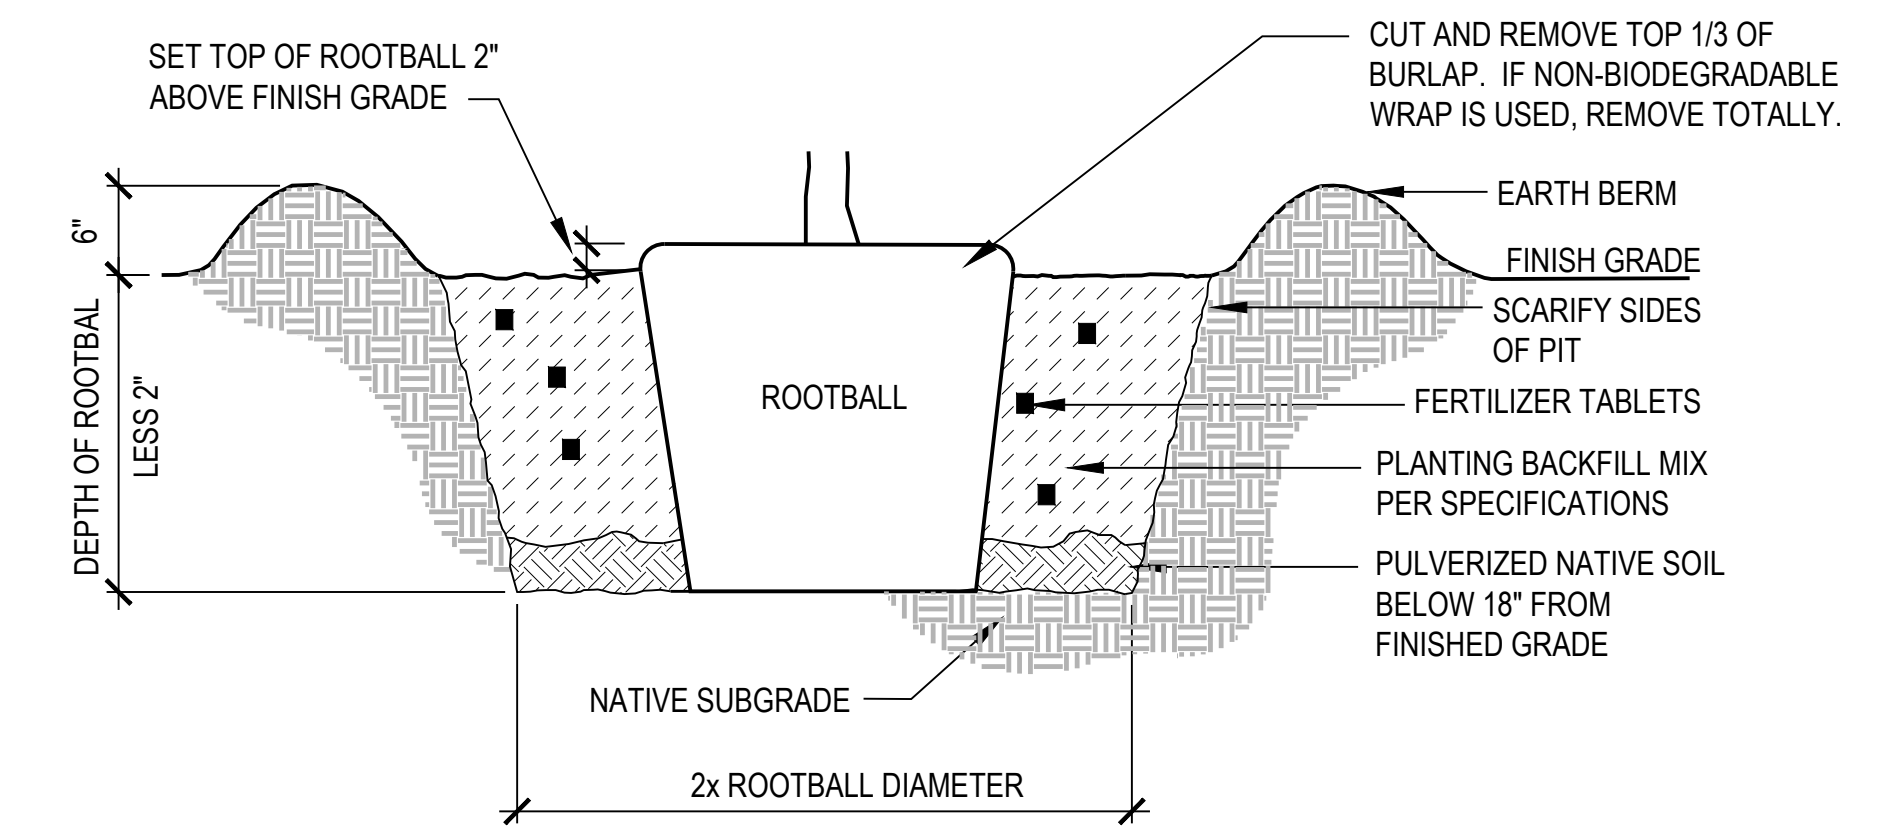 SET TOP OF ROOTBALL 2"
ABOVE FINISH GRADE
CUT AND REMOVE TOP 1/3 OF
BURLAP. IF NON-BIODEGRADABLE
WRAP IS USED, REMOVE TOTALLY.
EARTH BERM
FINISH GRADE
SCARIFY SIDES
OF PIT
FERTILIZER TABLETS
PLANTING BACKFILL MIX
PER SPECIFICATIONS
PULVERIZED NATIVE SOIL
BELOW 18" FROM
FINISHED GRADE
6"
DEPTH OF ROOTBAL
LESS 2"
ROOTBALL
NATIVE SUBGRADE
2x ROOTBALL DIAMETER